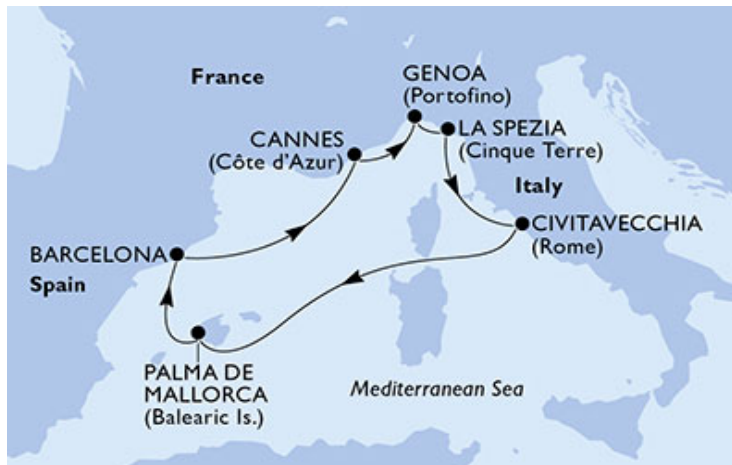 France
GENOA
(Portofino)
CANNES
(Côte d'Azur)
LA SPEZIA
(Cinque Terre)
Italy
CIVITAVECCHIA
(Rome)
BARCELONA
Spain
PALMA DE
MALLORCA
(Balearic Is.)
Mediterranean Sea